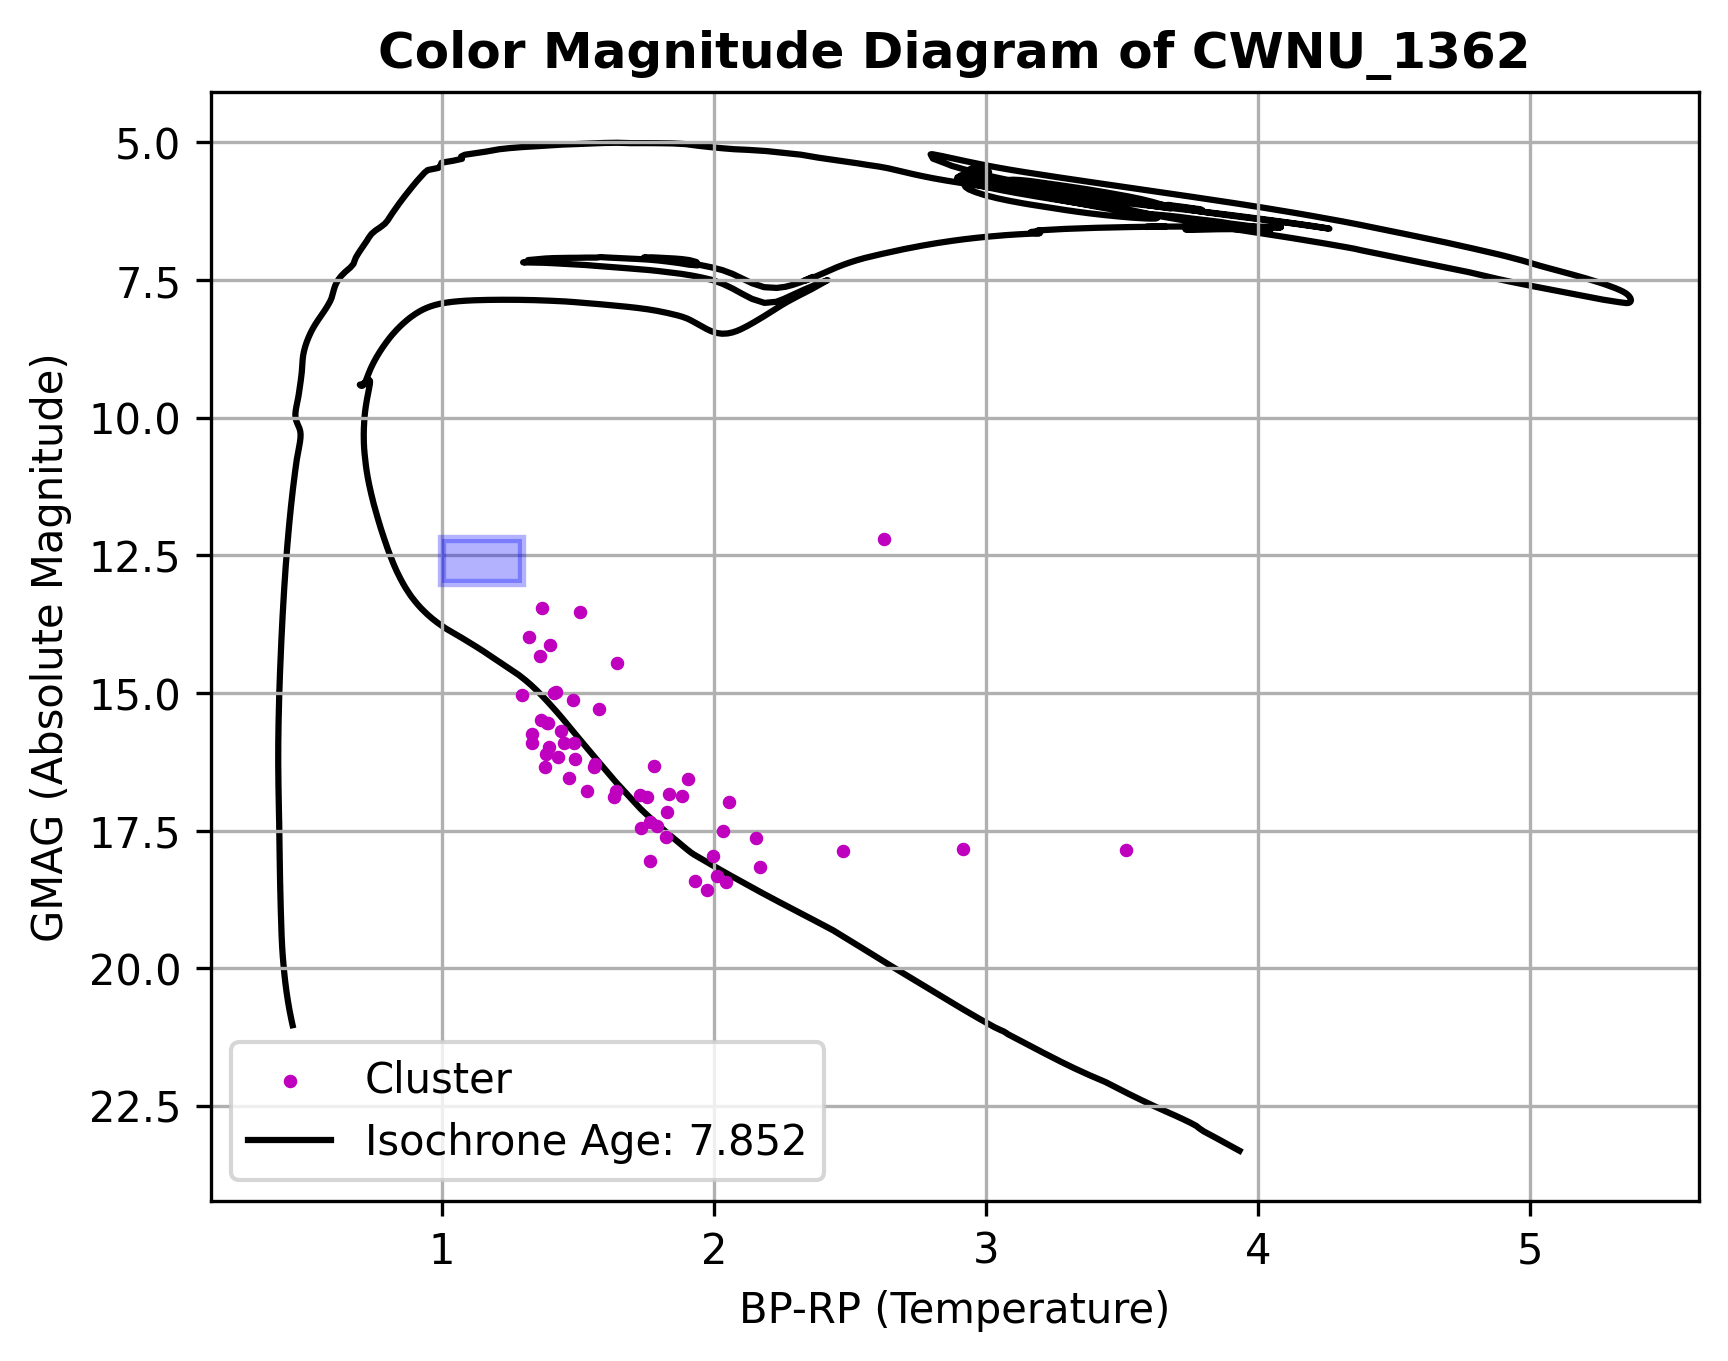 Color Magnitude Diagram of CWNU_1362
GMAG (Absolute Magnitude)
5.0
7.5
10.0
12.5
15.0
17.5
20.0
22.5
Cluster
Isochrone Age: 7.852
1 2 3 4 5
BP-RP (Temperature)